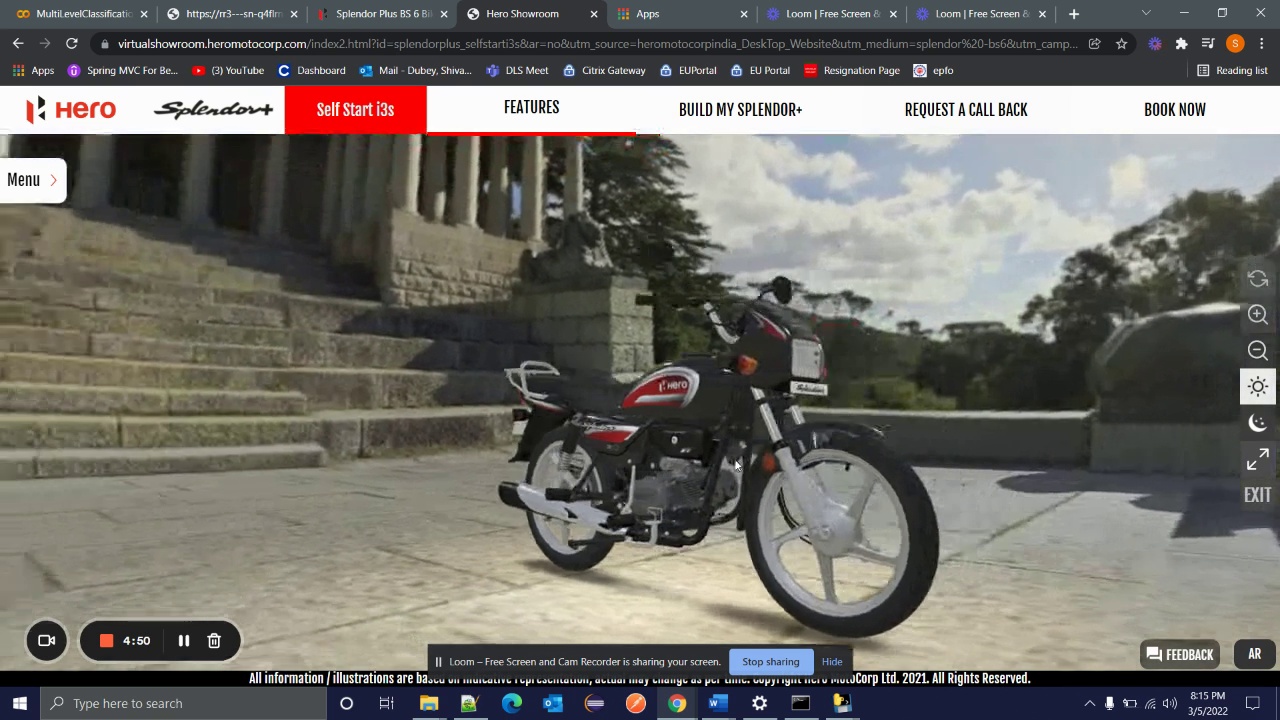 MultiLevelClassificatio
https://rr3---sn-q4flrn
Splendor Plus BS 6 Bik
Hero Showroom
Apps
Loom | Free Screen &
Loom | Free Screen &
virtualshowroom.heromotocorp.com/index2.html?id=splendorplus_selfstarti3s&at=no&utm_source=heromotocorpindia_DeskTop_Website&utm_medium=splendor%20-bs6&utm_camp...
S
Apps
Spring MVC For Be...
(3) YouTube
Dashboard
Mail - Dubey, Shiva...
DLS Meet
Citrix Gateway
EUPortal
EU Portal
Resignation Page
epfo
Reading list
Hero
Splendor+
Self Start i3s
FEATURES
BUILD MY SPLENDOR+
REQUEST A CALL BACK
BOOK NOW
Menu
Hero
Splendor
EXIT
4:50
Loom – Free Screen and Cam Recorder is sharing your screen.
Stop sharing
Hide
FEEDBACK
AR
All information / illustrations are based on indicative representation, actual may change as per time. Copyright Hero MotoCorp Ltd. 2021. All Rights Reserved.
Type here to search
8:15 PM
3/5/2022